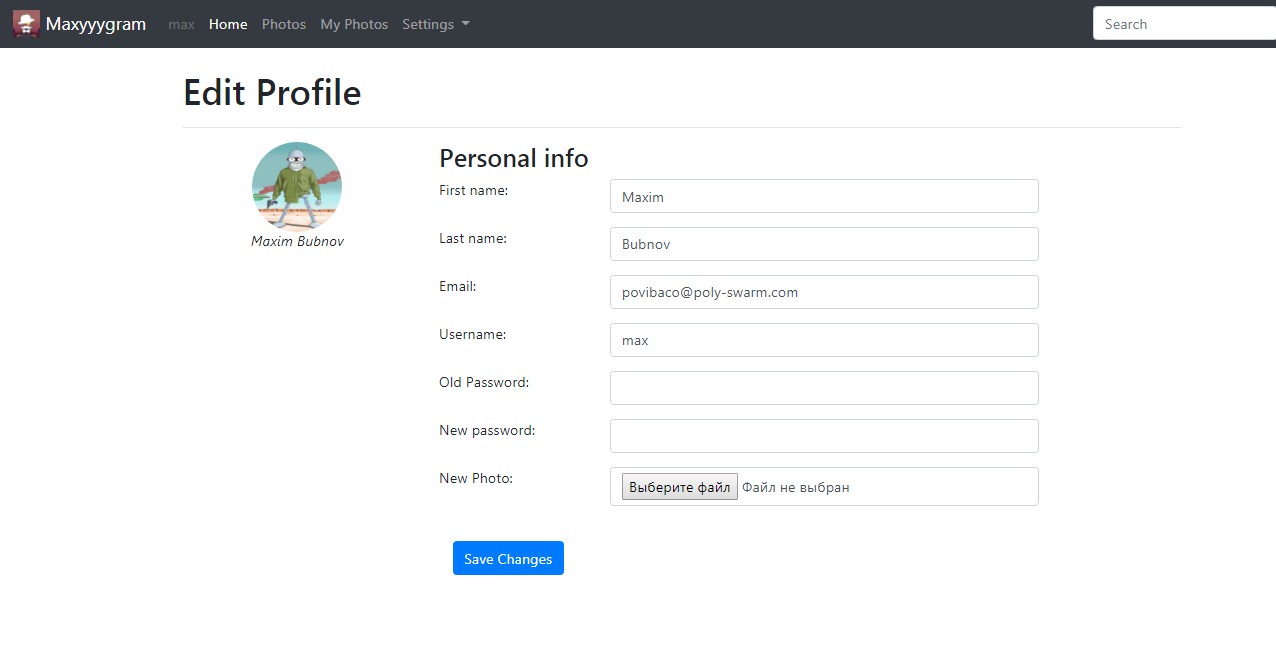 Maxyyygram max Home Photos My Photos Settings Search
Edit Profile
Maxim Bubnov
Personal info
First name: Maxim
Last name: Bubnov
Email: povibaco@poly-swarm.com
Username: max
Old Password:
New password:
New Photo: Выберите файл Файл не выбран
Save Changes